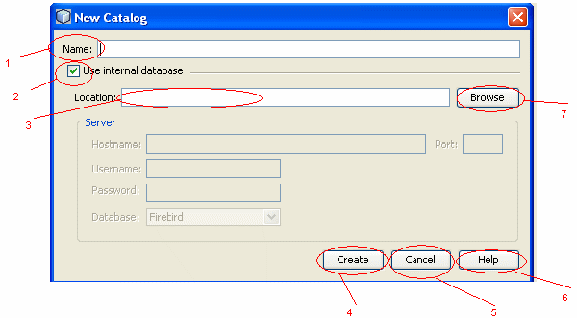 New Catalog
1
Name:
2
Use internal database
3
Location:
Browse
7
Server
Hostname:
Port:
Username:
Password
Database
Firebird
Create
Cancel
Help
4
5
6